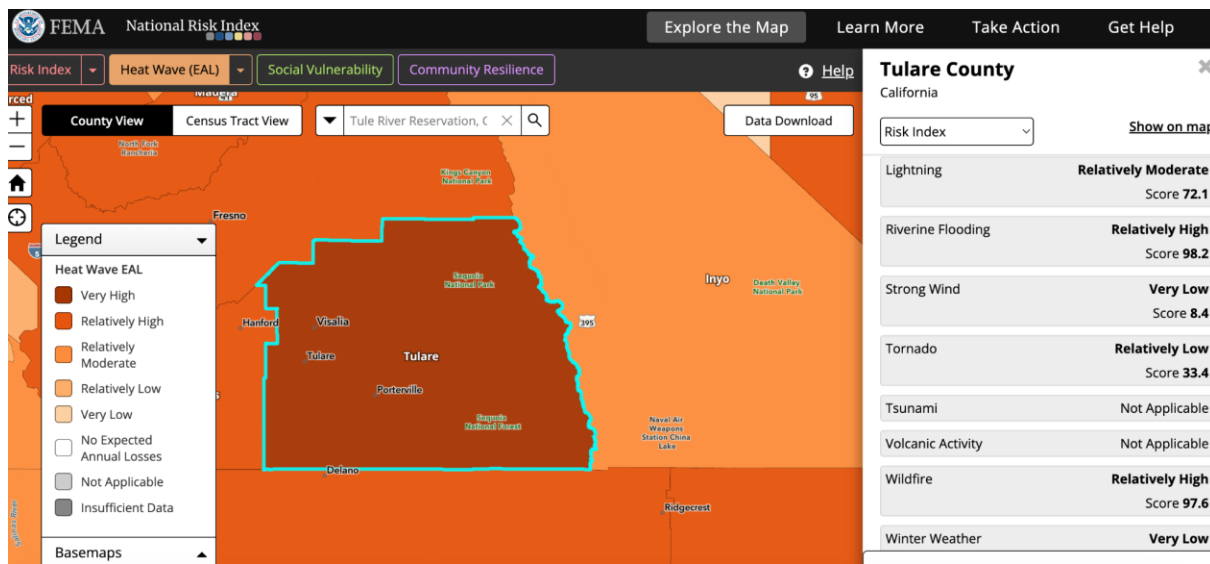 FEMA National Risk Index
Explore the Map Learn More Take Action Get Help
Risk Index Heat Wave (EAL) Social Vulnerability Community Resilience ? Help
County View Census Tract View Tule River Reservation, C Data Download
+
−
Legend
Heat Wave EAL
Very High
Relatively High
Relatively
Moderate
Relatively Low
Very Low
No Expected
Annual Losses
Not Applicable
Insufficient Data
Basemaps
Madera
41
95
North Fork
Rancheria
Kings Canyon
National Park
Fresno
5
Sequoia
National Park
Inyo
Death Valley
National Park
Hanford
Visalia
395
Tulare
Tulare
Porterville
Sequoia
National Forest
Naval Air
Weapons
Station China
Lake
Delano
Ridgecrest
Salinas River
Tulare County
California
Risk Index Show on map
Lightning Relatively Moderate
Score 72.1
Riverine Flooding Relatively High
Score 98.2
Strong Wind Very Low
Score 8.4
Tornado Relatively Low
Score 33.4
Tsunami Not Applicable
Volcanic Activity Not Applicable
Wildfire Relatively High
Score 97.6
Winter Weather Very Low